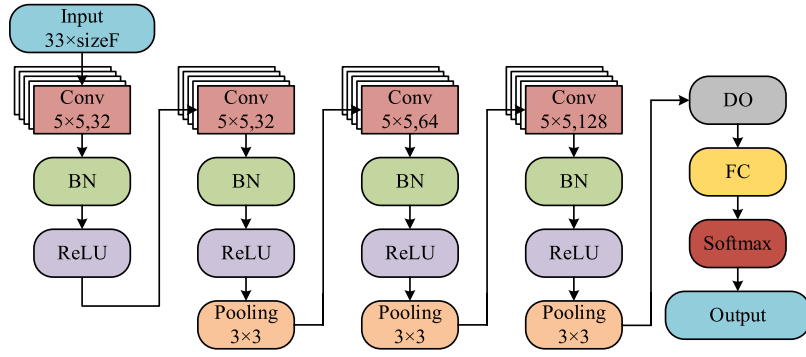 Input
33×sizeF
Conv
5×5,32
BN
ReLU
Conv
5×5,32
BN
ReLU
Pooling
3×3
Conv
5×5,64
BN
ReLU
Pooling
3×3
Conv
5×5,128
BN
ReLU
Pooling
3×3
DO
FC
Softmax
Output